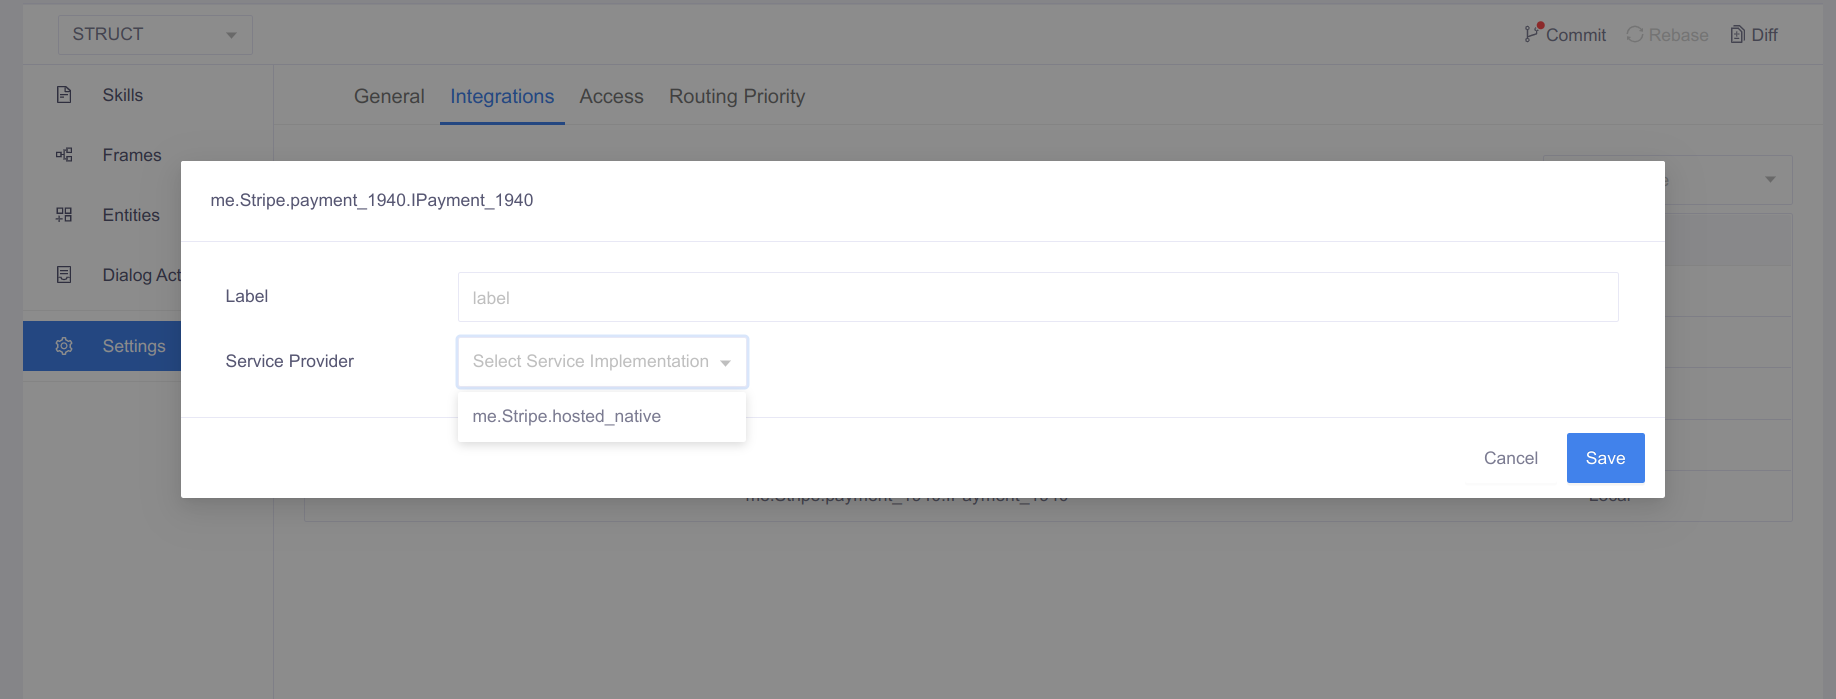 STRUCT
Commit
Rebase
Diff
Skills
Frames
Entities
Dialog Act
Settings
General
Integrations
Access
Routing Priority
me.Stripe.payment_1940.IPayment_1940
Label
label
Service Provider
Select Service Implementation
me.Stripe.hosted_native
Cancel
Save